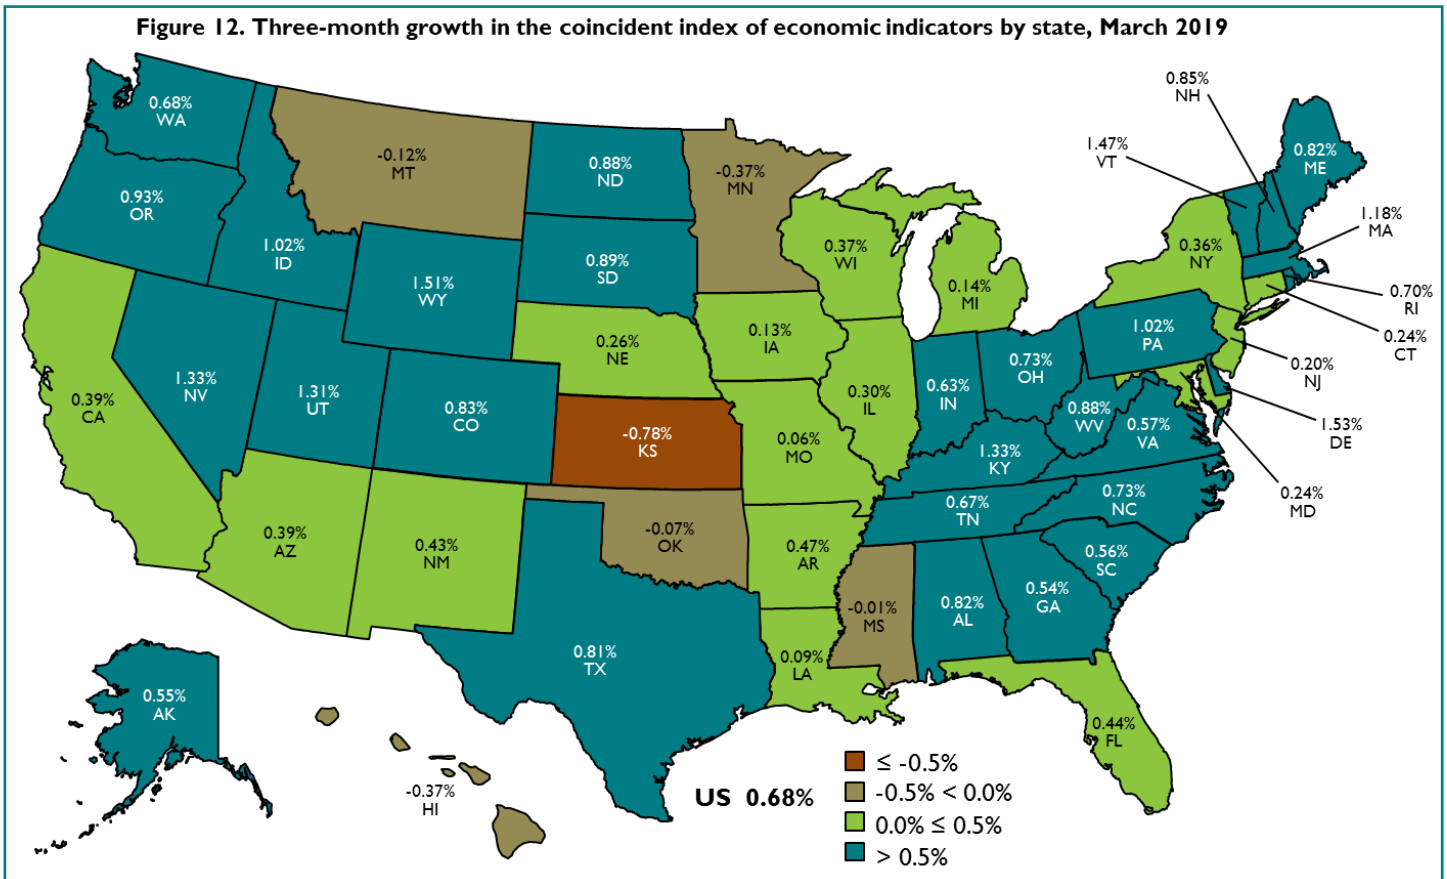 Figure 12. Three-month growth in the coincident index of economic indicators by state, March 2019
0.68%
WA
-0.12%
MT
0.88%
ND
-0.37%
MN
0.85%
NH
1.47%
VT
0.82%
ME
0.93%
OR
1.02%
ID
1.51%
WY
0.89%
SD
0.37%
WI
0.14%
MI
0.36%
NY
1.18%
MA
0.70%
RI
0.24%
CT
0.20%
NJ
0.39%
CA
1.33%
NV
1.31%
UT
0.83%
CO
0.26%
NE
0.13%
IA
0.30%
IL
0.63%
IN
0.73%
OH
1.02%
PA
0.88%
WV
0.57%
VA
1.53%
DE
0.24%
MD
-0.78%
KS
0.06%
MO
1.33%
KY
0.67%
TN
0.73%
NC
0.39%
AZ
0.43%
NM
-0.07%
OK
0.47%
AR
0.56%
SC
0.54%
GA
0.82%
AL
-0.01%
MS
0.81%
TX
0.09%
LA
0.44%
FL
0.55%
AK
-0.37%
HI
US 0.68%
≤ -0.5%
-0.5% < 0.0%
0.0% ≤ 0.5%
> 0.5%